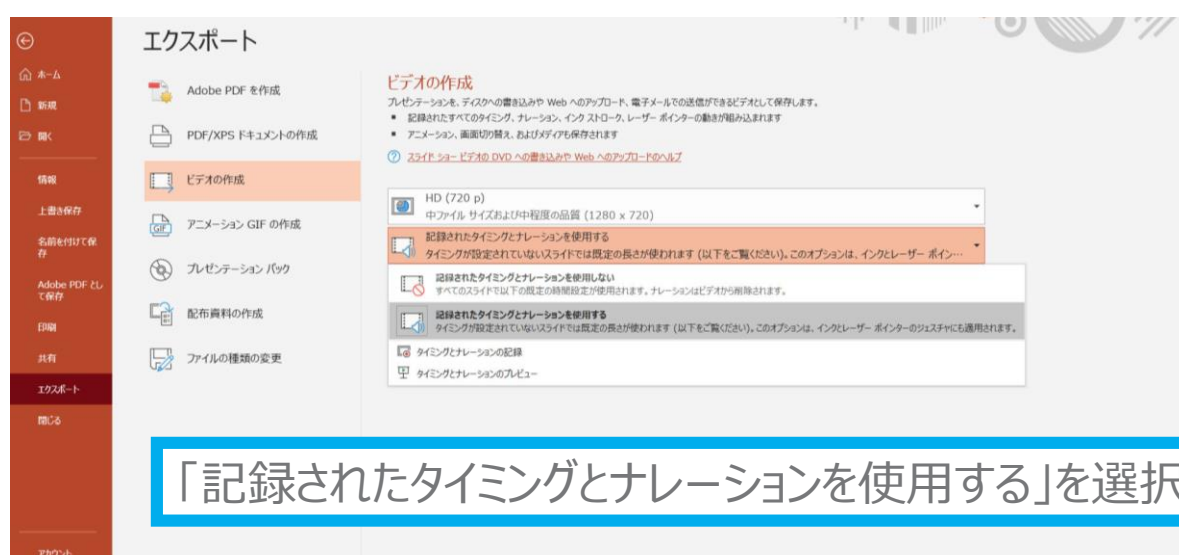 エクスポート
ホーム
新規
開く
情報
上書き保存
名前を付けて保
存
Adobe PDF とし
て保存
印刷
共有
エクスポート
閉じる
アカウント
Adobe PDF を作成
PDF/XPS ドキュメントの作成
ビデオの作成
アニメーション GIF の作成
プレゼンテーション パック
配布資料の作成
ファイルの種類の変更
ビデオの作成
プレゼンテーションを、ディスクへの書き込みや Web へのアップロード、電子メールでの送信ができるビデオとして保存します。
記録されたすべてのタイミング、ナレーション、インク ストローク、レーザー ポインターの動きが組み込まれます
アニメーション、画面切り替え、およびメディアも保存されます
スライド ショー ビデオの DVD への書き込みや Web へのアップロードのヘルプ
HD (720 p)
中ファイル サイズおよび中程度の品質 (1280 x 720)
記録されたタイミングとナレーションを使用する
タイミングが設定されていないスライドでは既定の長さが使われます (以下をご覧ください)。このオプションは、インクとレーザー ポイン…
記録されたタイミングとナレーションを使用しない
すべてのスライドで以下の既定の時間設定が使用されます。ナレーションはビデオから削除されます。
記録されたタイミングとナレーションを使用する
タイミングが設定されていないスライドでは既定の長さが使われます (以下をご覧ください)。このオプションは、インクとレーザー ポインターのジェスチャにも適用されます。
タイミングとナレーションの記録
タイミングとナレーションのプレビュー
「記録されたタイミングとナレーションを使用する」を選択